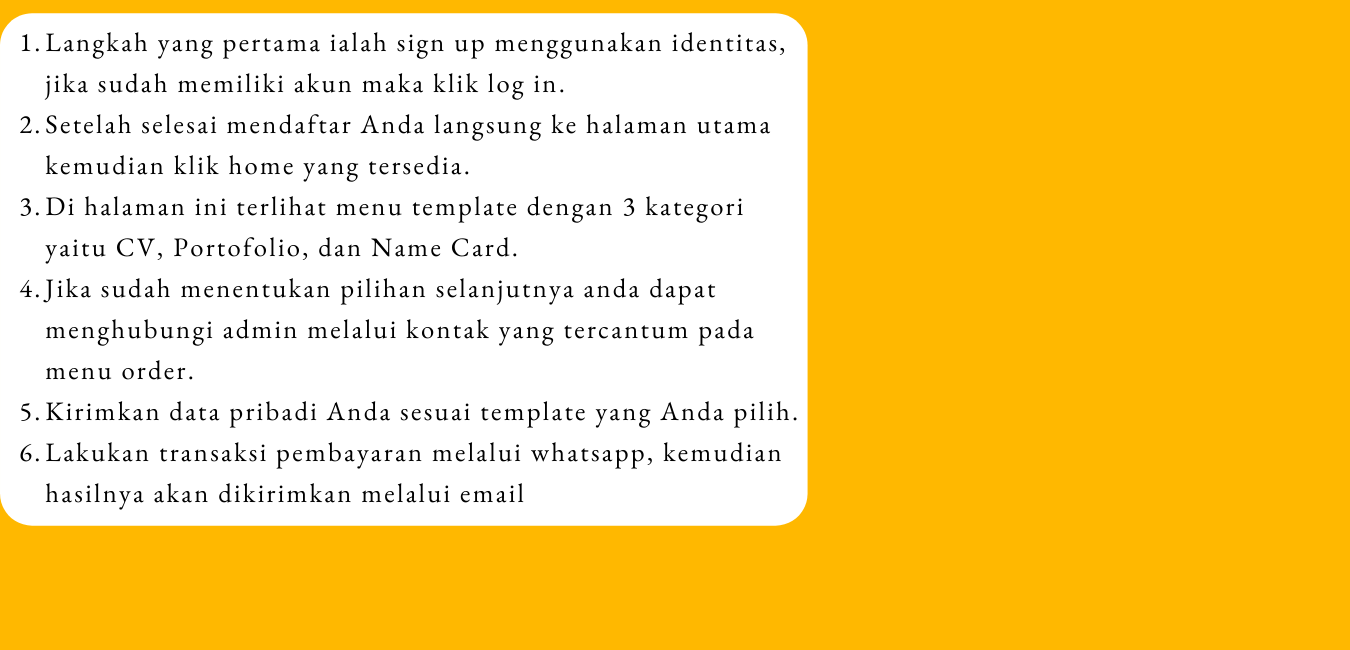 1. Langkah yang pertama ialah sign up menggunakan identitas,
jika sudah memiliki akun maka klik log in.
2. Setelah selesai mendaftar Anda langsung ke halaman utama
kemudian klik home yang tersedia.
3. Di halaman ini terlihat menu template dengan 3 kategori
yaitu CV, Portofolio, dan Name Card.
4. Jika sudah menentukan pilihan selanjutnya anda dapat
menghubungi admin melalui kontak yang tercantum pada
menu order.
5. Kirimkan data pribadi Anda sesuai template yang Anda pilih.
6. Lakukan transaksi pembayaran melalui whatsapp, kemudian
hasilnya akan dikirimkan melalui email